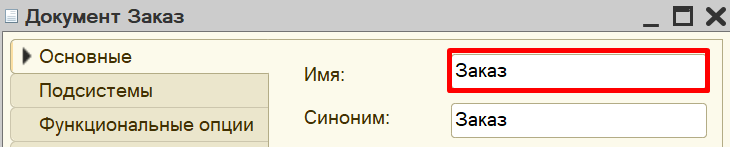 Документ Заказ
Основные
Имя:
Заказ
Подсистемы
Синоним:
Заказ
Функциональные опции